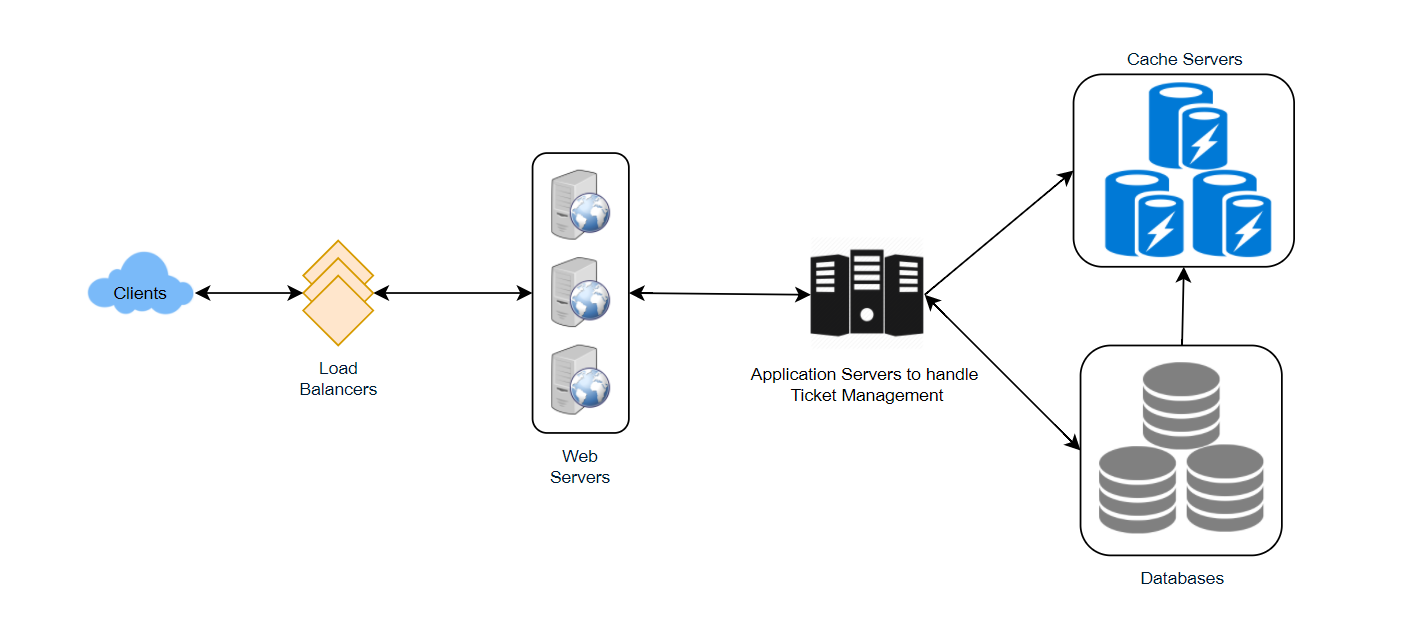 Cache Servers
Clients
Load
Balancers
Web
Servers
Application Servers to handle
Ticket Management
Databases